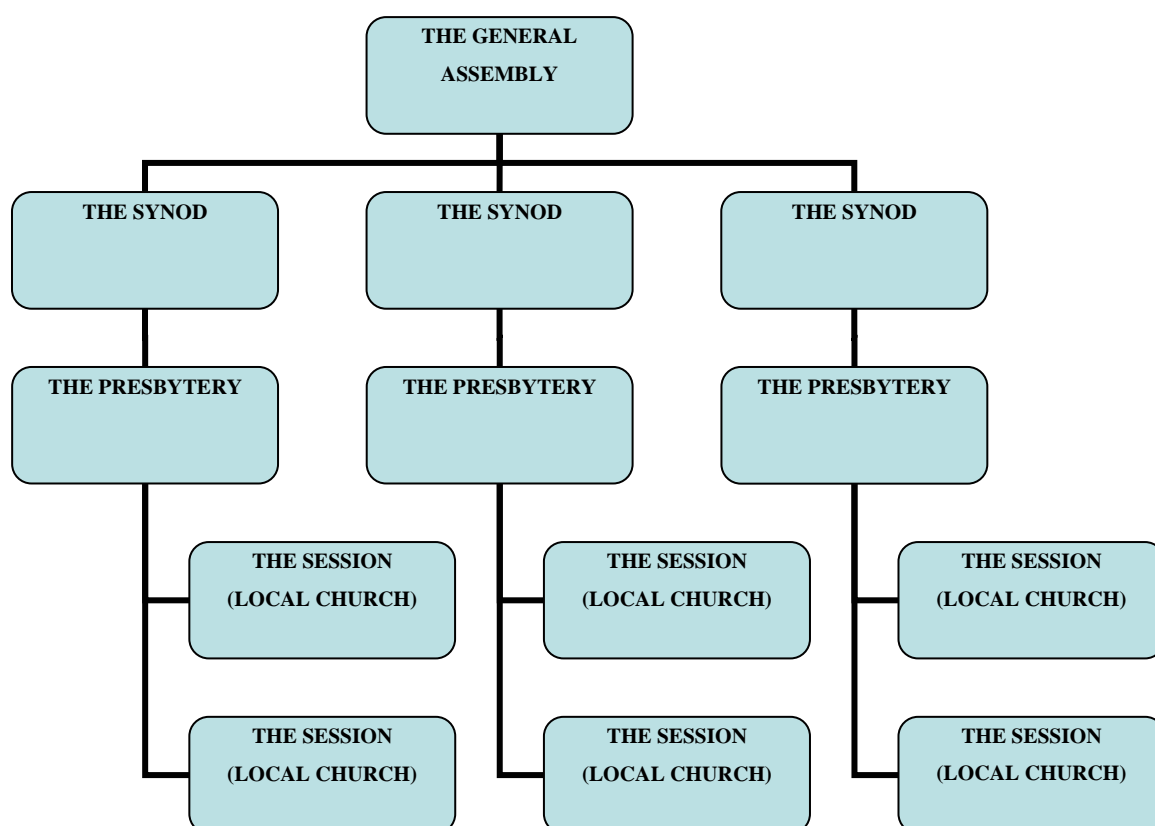 THE GENERAL
ASSEMBLY
THE SYNOD
THE SYNOD
THE SYNOD
THE PRESBYTERY
THE PRESBYTERY
THE PRESBYTERY
THE SESSION
(LOCAL CHURCH)
THE SESSION
(LOCAL CHURCH)
THE SESSION
(LOCAL CHURCH)
THE SESSION
(LOCAL CHURCH)
THE SESSION
(LOCAL CHURCH)
THE SESSION
(LOCAL CHURCH)